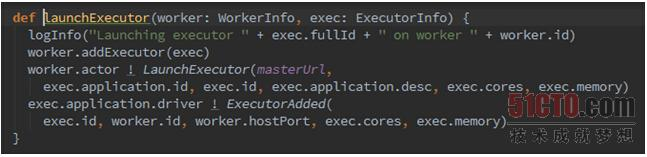 def launchExecutor(worker: WorkerInfo, exec: ExecutorInfo) {
logInfo("Launching executor " + exec.fullId + " on worker " + worker.id)
worker.addExecutor(exec)
worker.actor ! LaunchExecutor(masterUrl,
exec.application.id, exec.id, exec.application.desc, exec.cores, exec.memory)
exec.application.driver ! ExecutorAdded(
exec.id, worker.id, worker.hostPort, exec.cores, exec.memory)
}
51CTO.com
技术成就梦想